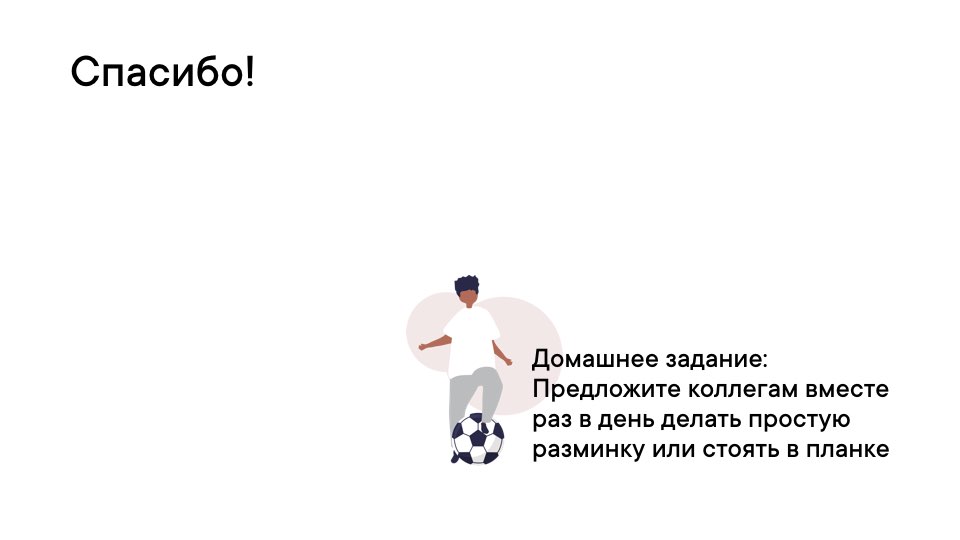 Спасибо!
Домашнее задание:
Предложите коллегам вместе
раз в день делать простую
разминку или стоять в планке